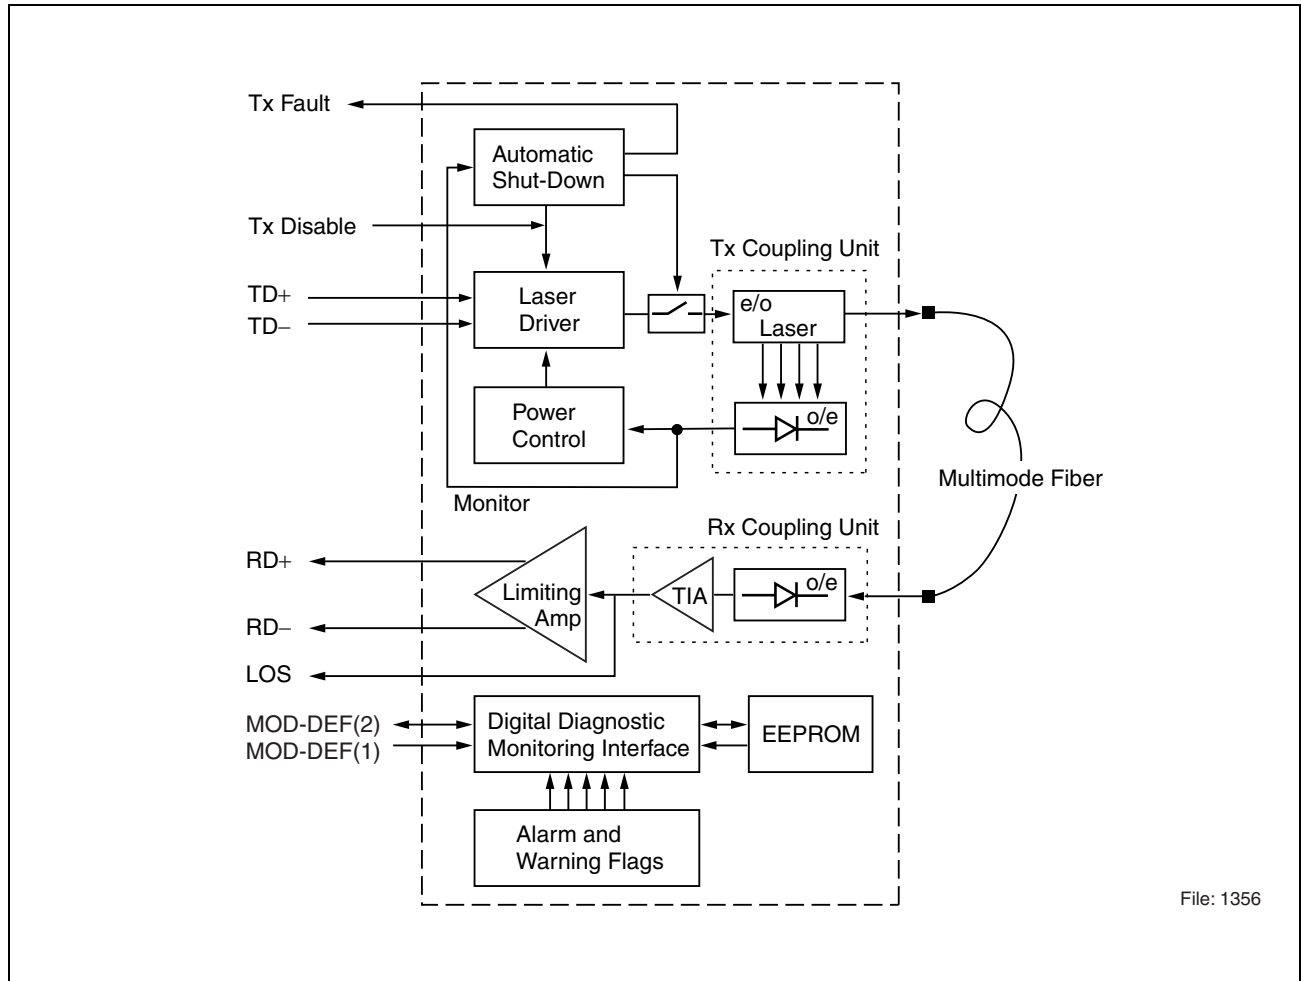 Tx Fault
Automatic
Shut-Down
Tx Disable
Tx Coupling Unit
TD+
TD−
Laser
Driver
e/o
Laser
Power
Control
o/e
Monitor
Multimode Fiber
Rx Coupling Unit
RD+
RD−
LOS
Limiting
Amp
TIA
o/e
MOD-DEF(2)
MOD-DEF(1)
Digital Diagnostic
Monitoring Interface
EEPROM
Alarm and
Warning Flags
File: 1356